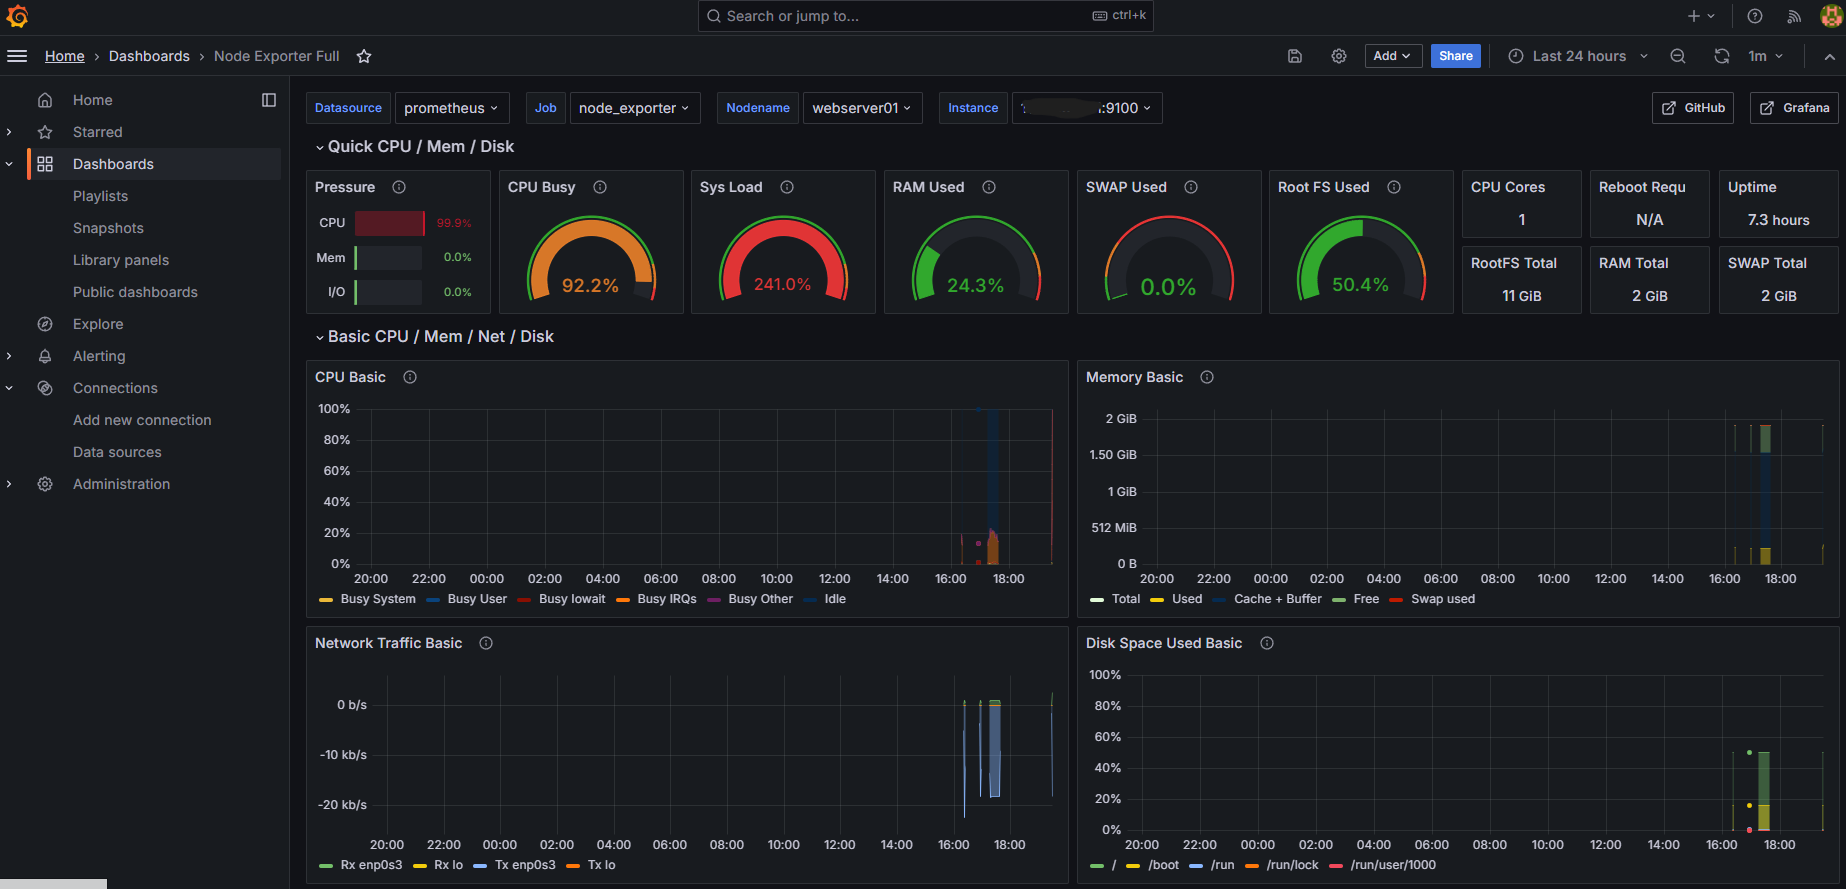 Search or jump to... ctrl+k
Home › Dashboards › Node Exporter Full
Add Share Last 24 hours 1m
Home
Starred
Dashboards
Playlists
Snapshots
Library panels
Public dashboards
Explore
Alerting
Connections
Add new connection
Data sources
Administration
Datasource prometheus Job node_exporter Nodename webserver01 Instance :9100 GitHub Grafana
Quick CPU / Mem / Disk
Pressure CPU Busy Sys Load RAM Used SWAP Used Root FS Used CPU Cores Reboot Requ Uptime
CPU 99.9% 1 N/A 7.3 hours
Mem 0.0% RootFS Total RAM Total SWAP Total
I/O 0.0% 92.2% 241.0% 24.3% 0.0% 50.4% 11 GiB 2 GiB 2 GiB
Basic CPU / Mem / Net / Disk
CPU Basic
100%
80%
60%
40%
20%
0%
20:00 22:00 00:00 02:00 04:00 06:00 08:00 10:00 12:00 14:00 16:00 18:00
Busy System Busy User Busy Iowait Busy IRQs Busy Other Idle
Memory Basic
2 GiB
1.50 GiB
1 GiB
512 MiB
0 B
20:00 22:00 00:00 02:00 04:00 06:00 08:00 10:00 12:00 14:00 16:00 18:00
Total Used Cache + Buffer Free Swap used
Network Traffic Basic
0 b/s
-10 kb/s
-20 kb/s
20:00 22:00 00:00 02:00 04:00 06:00 08:00 10:00 12:00 14:00 16:00 18:00
Rx enp0s3 Rx lo Tx enp0s3 Tx lo
Disk Space Used Basic
100%
80%
60%
40%
20%
0%
20:00 22:00 00:00 02:00 04:00 06:00 08:00 10:00 12:00 14:00 16:00 18:00
/ /boot /run /run/lock /run/user/1000